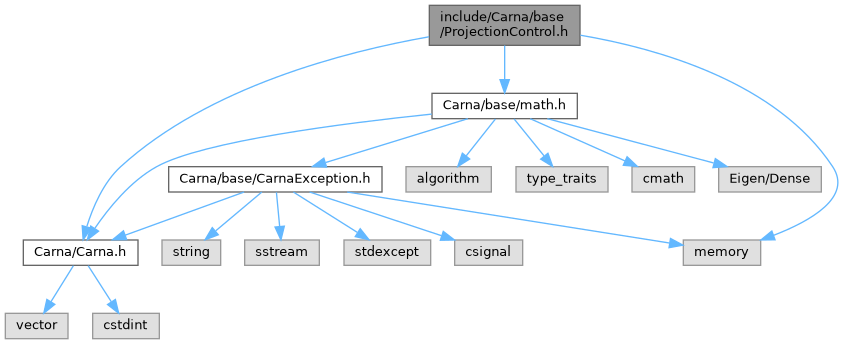 include/Carna/base
/ProjectionControl.h
Carna/base/math.h
Carna/base/CarnaException.h
algorithm
type_traits
cmath
Eigen/Dense
Carna/Carna.h
string
sstream
stdexcept
csignal
memory
vector
cstdint